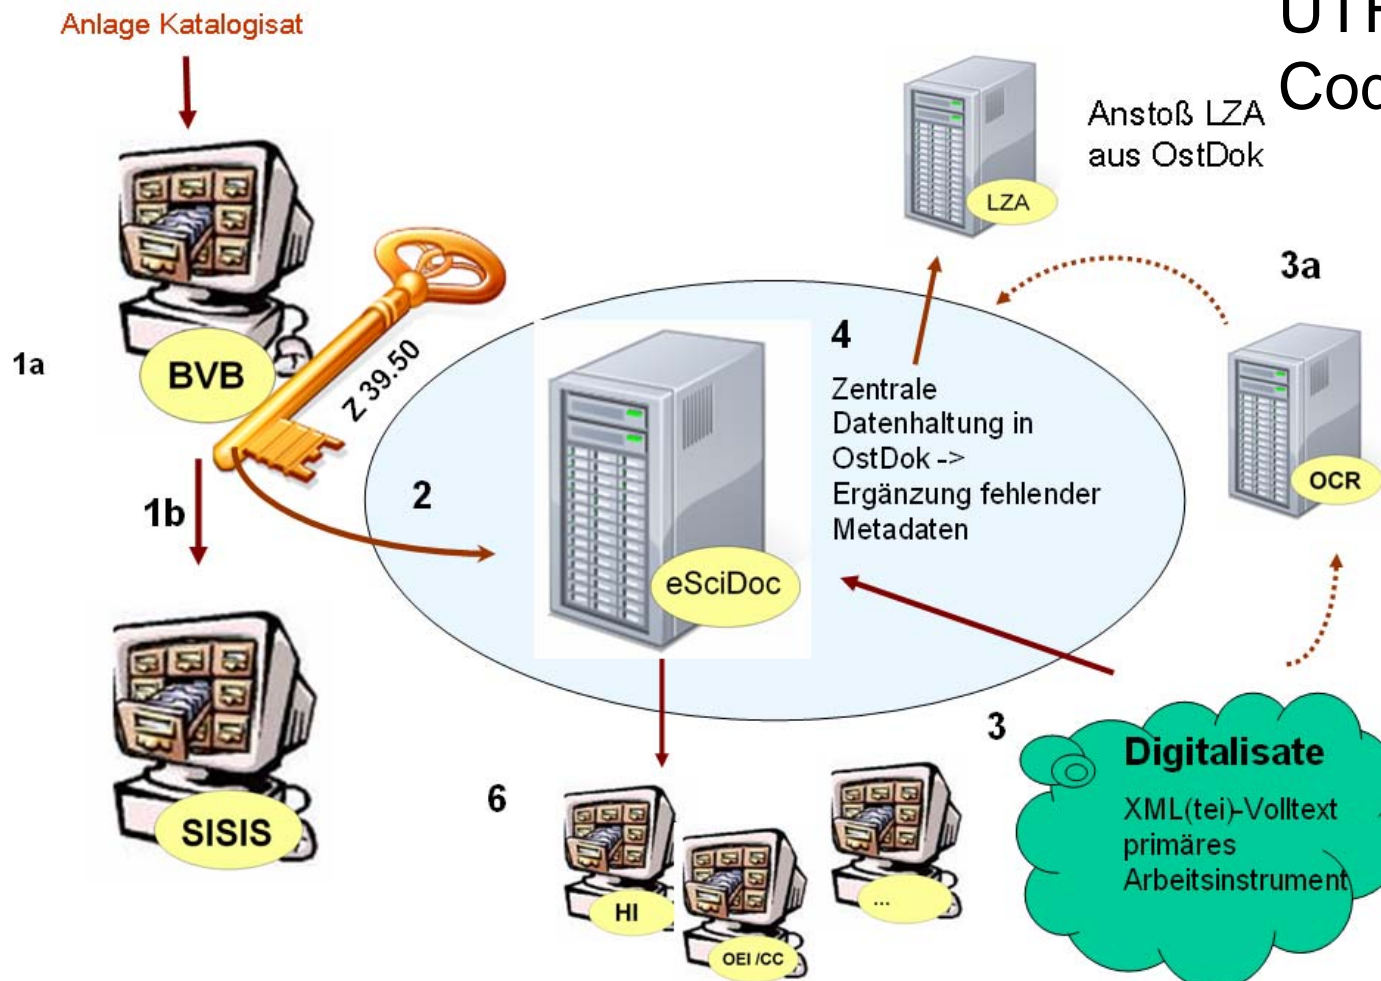 Anlage Katalogisat
Anstoß LZA
aus OstDok
LZA
3a
1a
BVB
Z 39.50
4
Zentrale
Datenhaltung in
OstDok ->
Ergänzung fehlender
Metadaten
OCR
1b
2
eSciDoc
SISIS
6
HI
OEI /CC
...
3
Digitalisate
XML(tei)-Volltext
primäres
Arbeitsinstrument